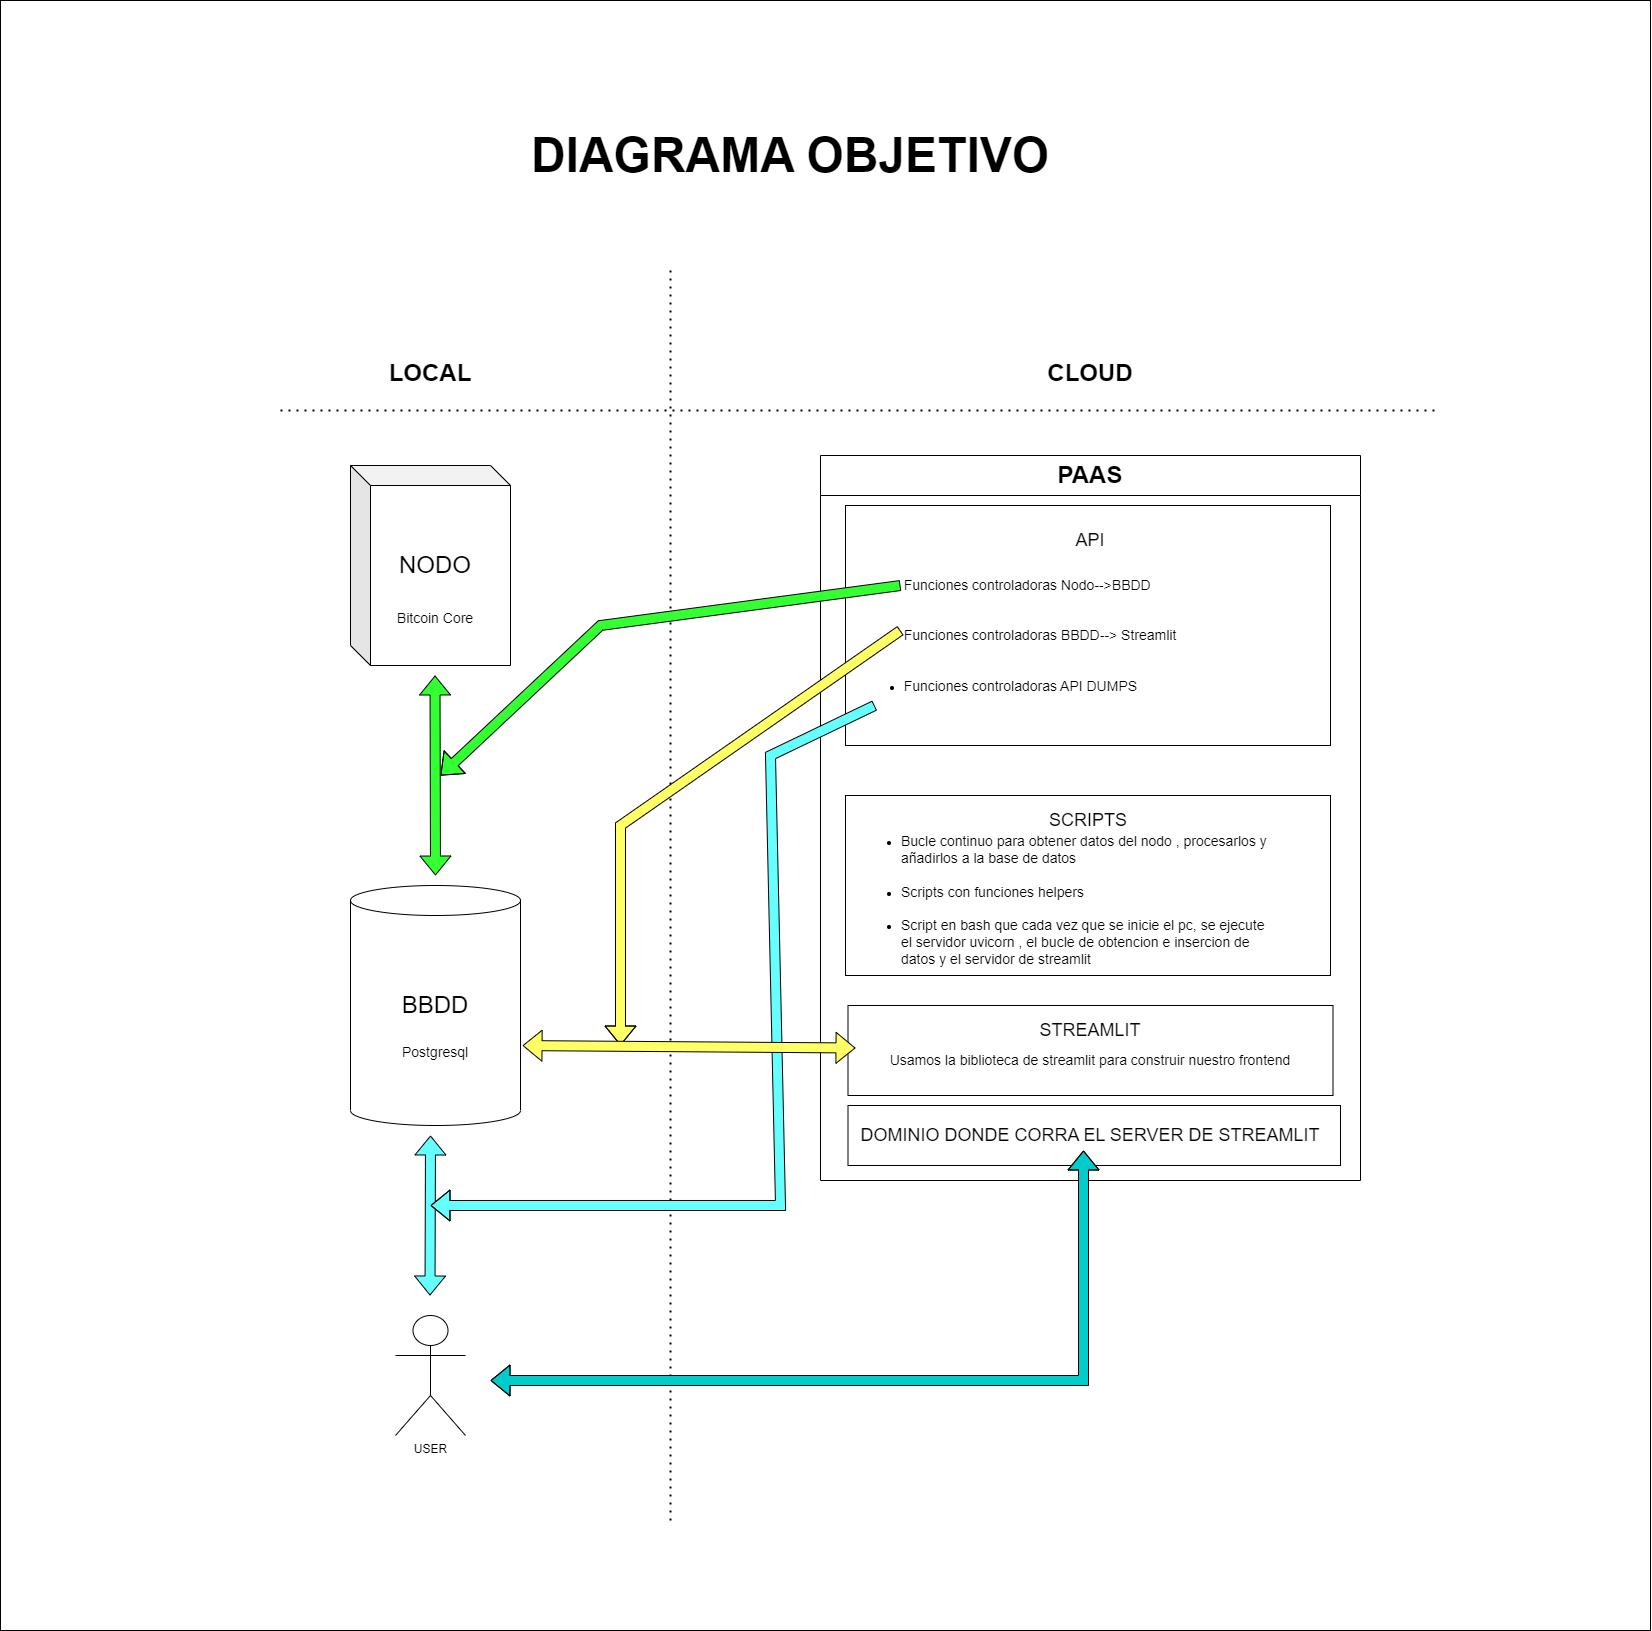 DIAGRAMA OBJETIVO
LOCAL
CLOUD
NODO
Bitcoin Core
BBDD
Postgresql
USER
PAAS
API
Funciones controladoras Nodo-->BBDD
Funciones controladoras BBDD--> Streamlit
• Funciones controladoras API DUMPS
SCRIPTS
• Bucle continuo para obtener datos del nodo , procesarlos y
añadirlos a la base de datos
• Scripts con funciones helpers
• Script en bash que cada vez que se inicie el pc, se ejecute
el servidor uvicorn , el bucle de obtencion e insercion de
datos y el servidor de streamlit
STREAMLIT
Usamos la biblioteca de streamlit para construir nuestro frontend
DOMINIO DONDE CORRA EL SERVER DE STREAMLIT